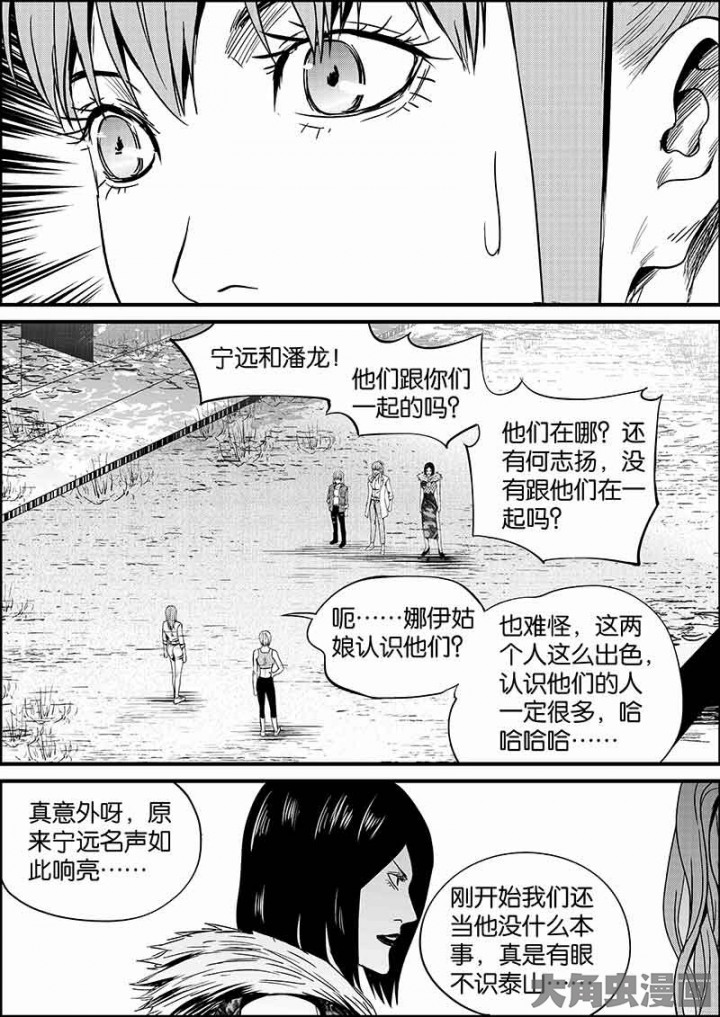 宁远和潘龙！
他们跟你们
一起的吗？
他们在哪？还
有何志扬，没
有跟他们在一
起吗？
呃……娜伊姑
娘认识他们？
也难怪，这两
个人这么出色，
认识他们的人
一定很多，哈
哈哈哈……
真意外呀，原
来宁远名声如
此响亮……
刚开始我们还
当他没什么本
事，真是有眼
不识泰山……
大角虫漫画